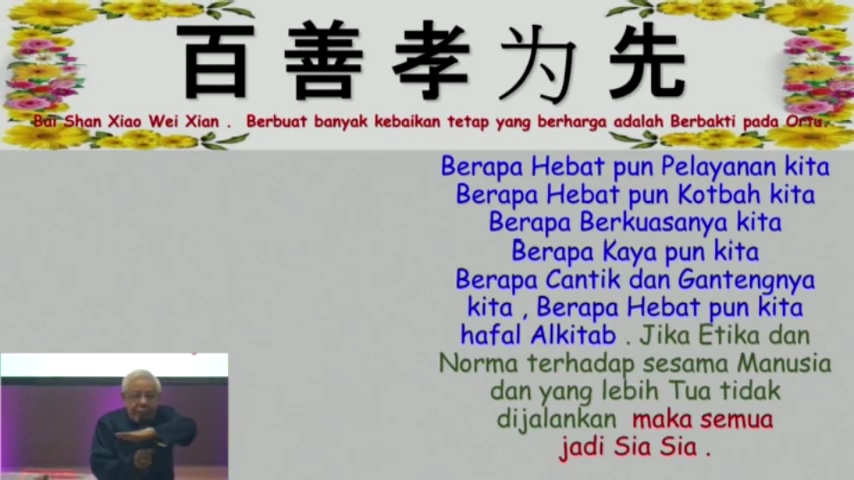 百善孝为先
Bai Shan Xiao Wei Xian . Berbuat banyak kebaikan tetap yang berharga adalah Berbakti pada Ortu.
Berapa Hebat pun Pelayanan kita
Berapa Hebat pun Kotbah kita
Berapa Berkuasanya kita
Berapa Kaya pun kita
Berapa Cantik dan Gantengnya
kita , Berapa Hebat pun kita
hafal Alkitab . Jika Etika dan
Norma terhadap sesama Manusia
dan yang lebih Tua tidak
dijalankan maka semua
jadi Sia Sia .